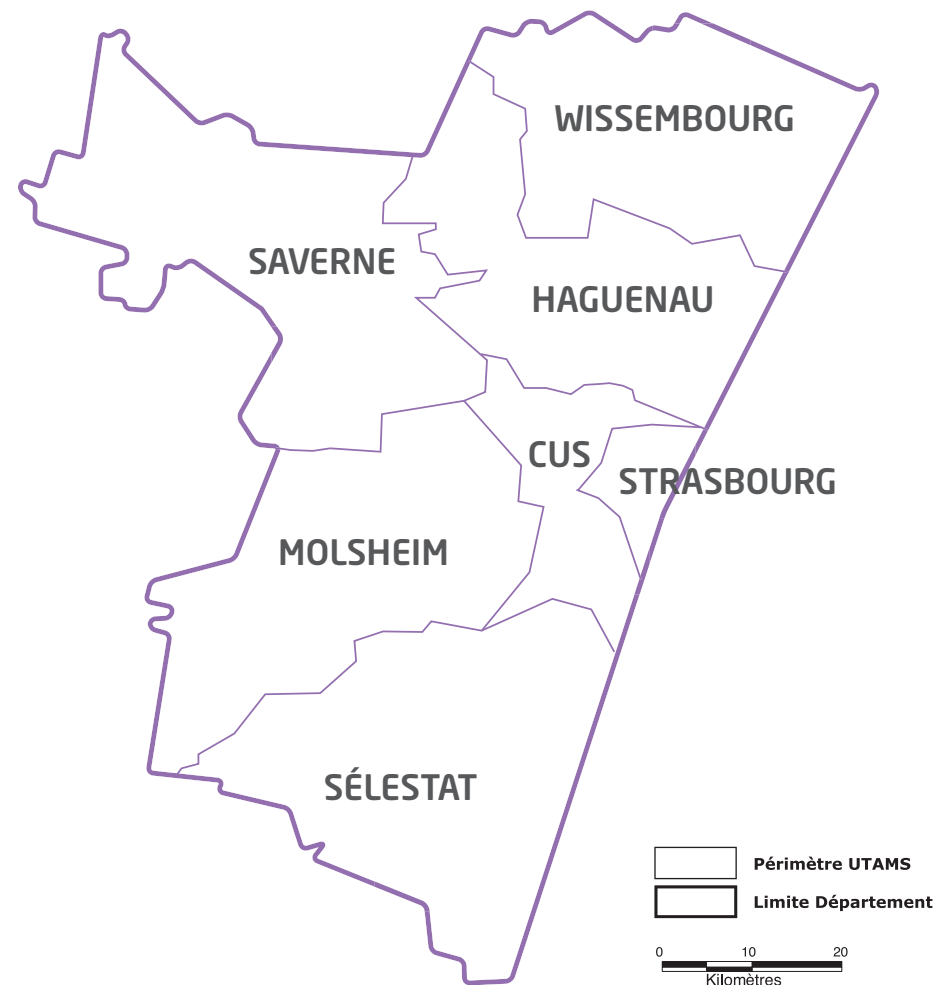 WISSEMBOURG
SAVERNE
HAGUENAU
CUS
STRASBOURG
MOLSHEIM
SÉLESTAT
Périmètre UTAMS
Limite Département
0 10 20
Kilomètres